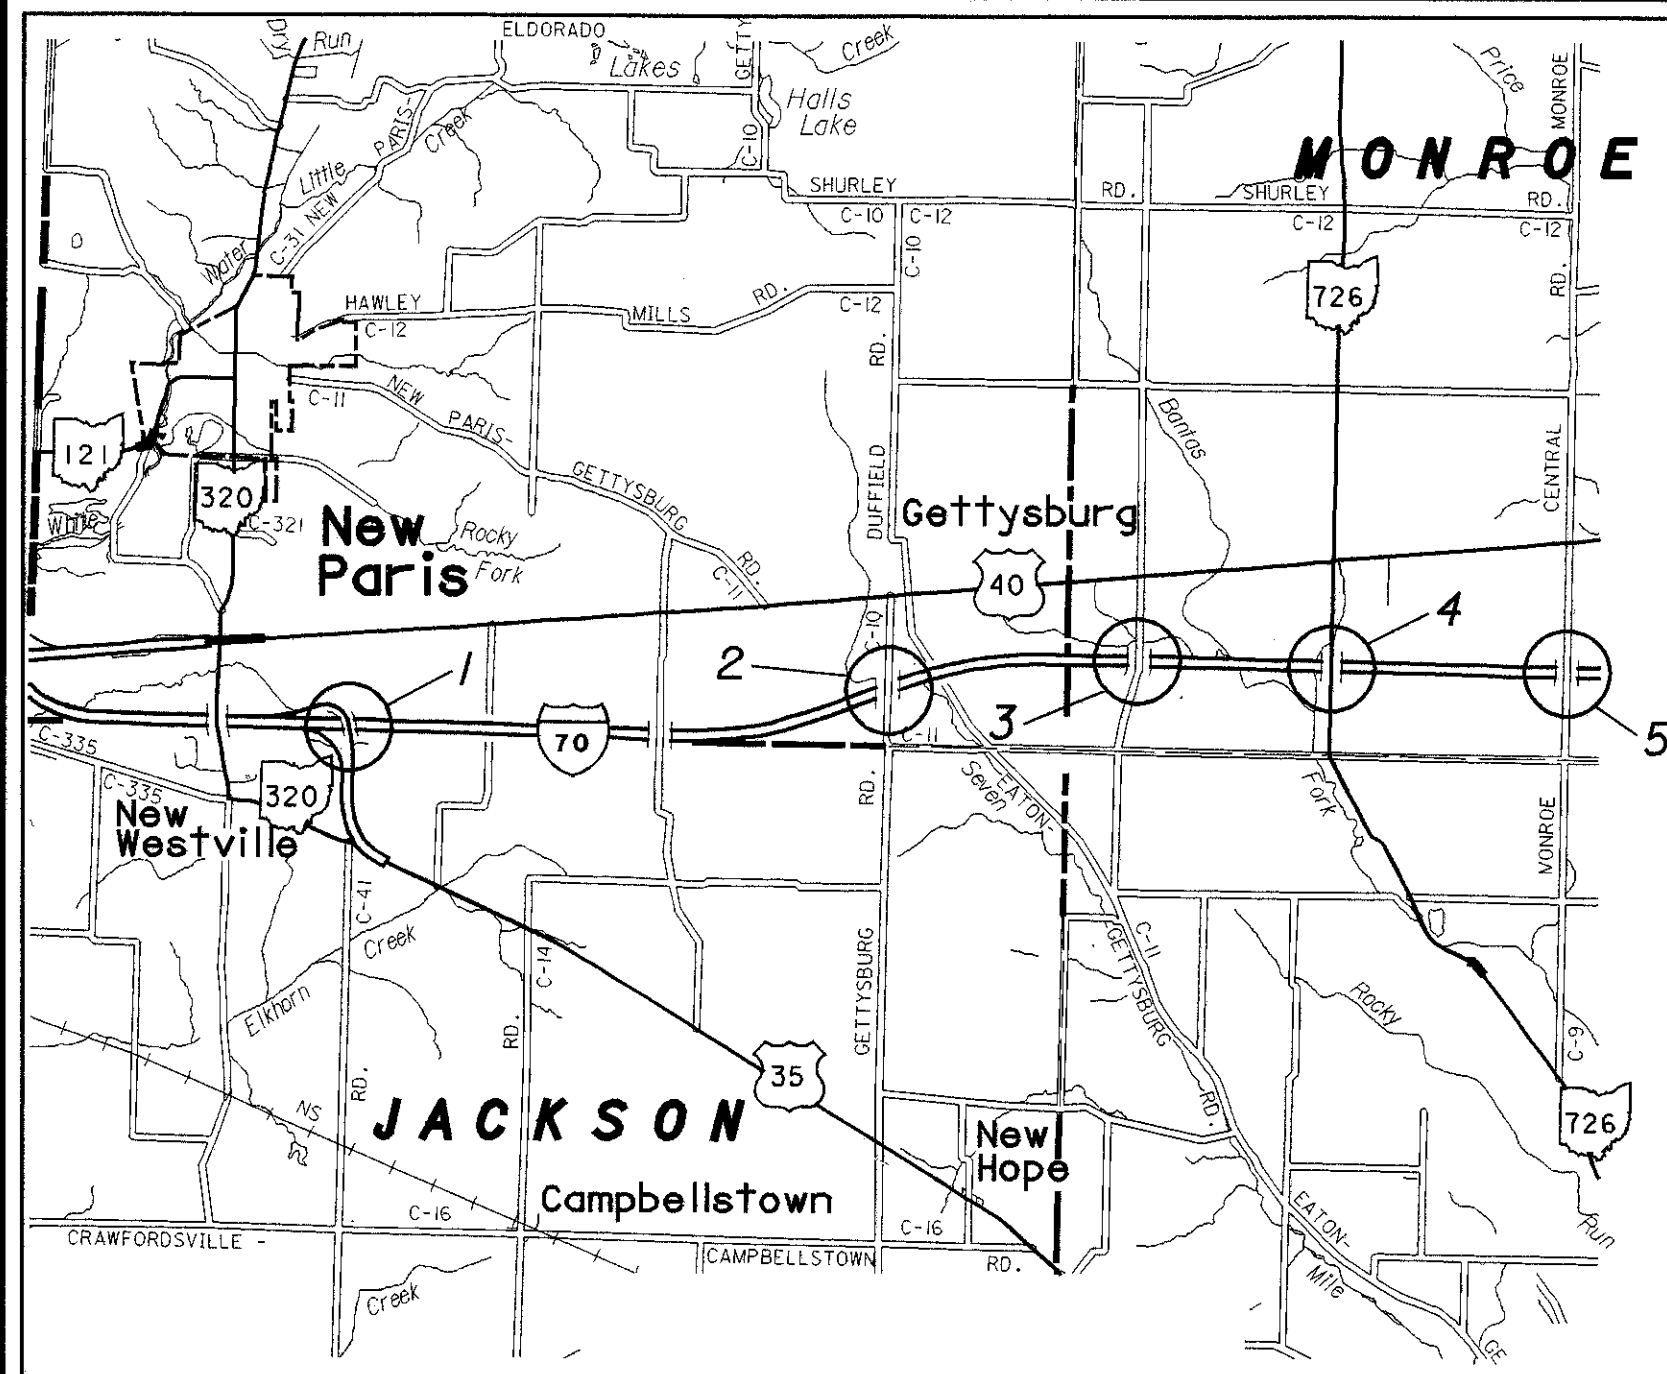 ELDORADO
DRY
Run
Lakes
GETTY
Creek
Price
MONROE
Halls
Lake
PARIS-
Creek
C-10
MONROE
Little
SHURLEY
RD.
SHURLEY
RD.
C-31 NEW
C-10
C-12
C-12
C-12
Water
C-10
RD.
726
HAWLEY
C-12
MILLS
RD.
C-12
RD.
NEW
C-11
PARIS-
Bantas
121
GETTYSBURG
DUFFIELD
CENTRAL
320
C-321
White
New
Paris
Rocky
Fork
Gettysburg
RD.
C-11
40
C-10
1
2
3
4
5
C-335
70
C-11
C-335
320
New
Westville
RD.
Seven
EATON-
Fork
MONROE
C-41
Creek
C-14
GETTYSBURG
C-11
GETTYSBURG
Elkhorn
RD.
Rocky
C-9
RD.
NS
JACKSON
35
RD.
New
Hope
726
Campbellstown
C-16
C-16
EATON-
Run
CRAWFORDSVILLE -
CAMPBELLSTOWN
RD.
Creek
Mile
GE